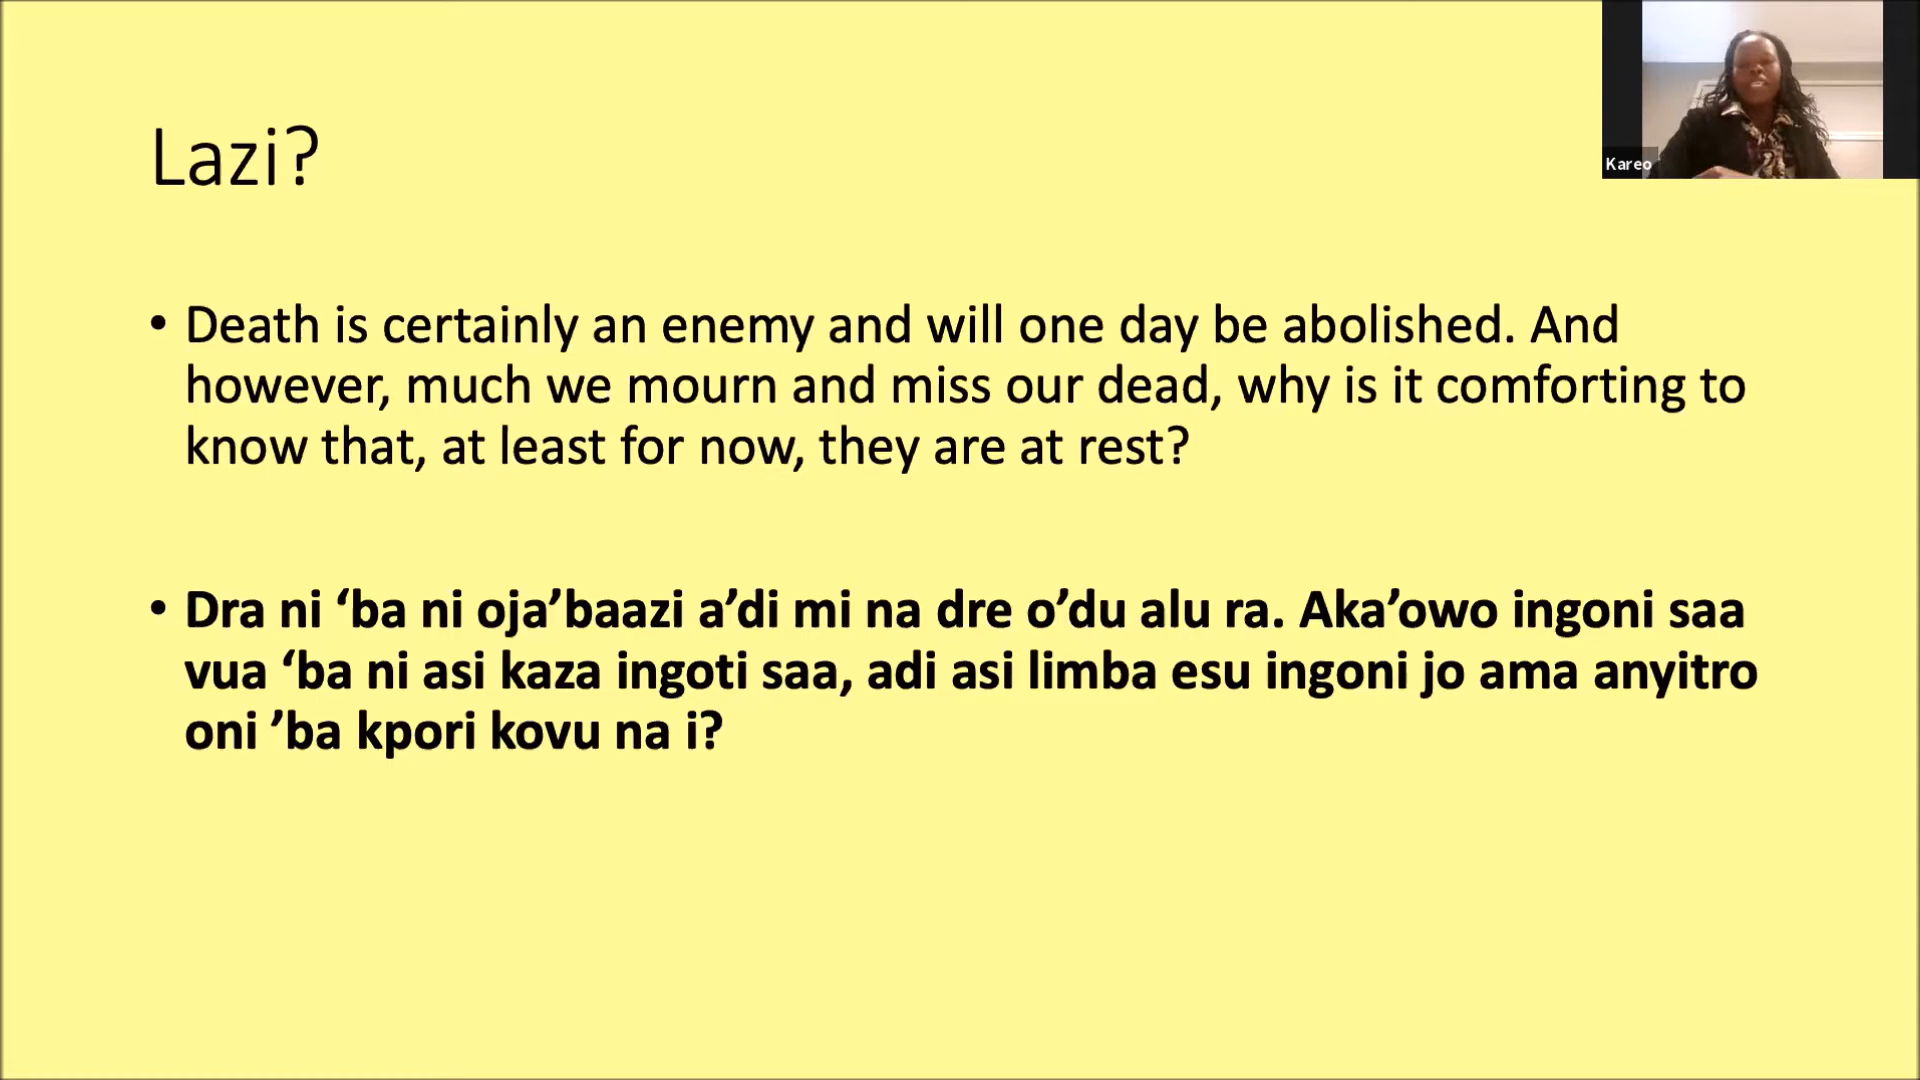 Lazi?
Kareo
• Death is certainly an enemy and will one day be abolished. And
however, much we mourn and miss our dead, why is it comforting to
know that, at least for now, they are at rest?
• Dra ni ‘ba ni oja’baazi a’di mi na dre o’du alu ra. Aka’owo ingoni saa
vua ‘ba ni asi kaza ingoti saa, adi asi limba esu ingoni jo ama anyitro
oni ’ba kpori kovu na i?